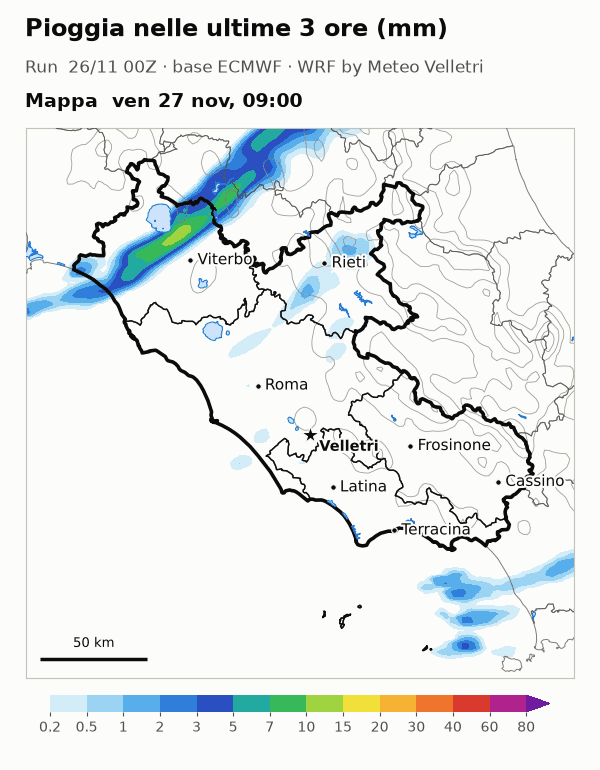 Pioggia nelle ultime 3 ore (mm)
Run  26/11 00Z · base ECMWF · WRF by Meteo Velletri
Mappa  ven 27 nov, 09:00
Viterbo
Rieti
Roma
Velletri
Frosinone
Cassino
Latina
Terracina
50 km
0.2 0.5 1 2 3 5 7 10 15 20 30 40 60 80